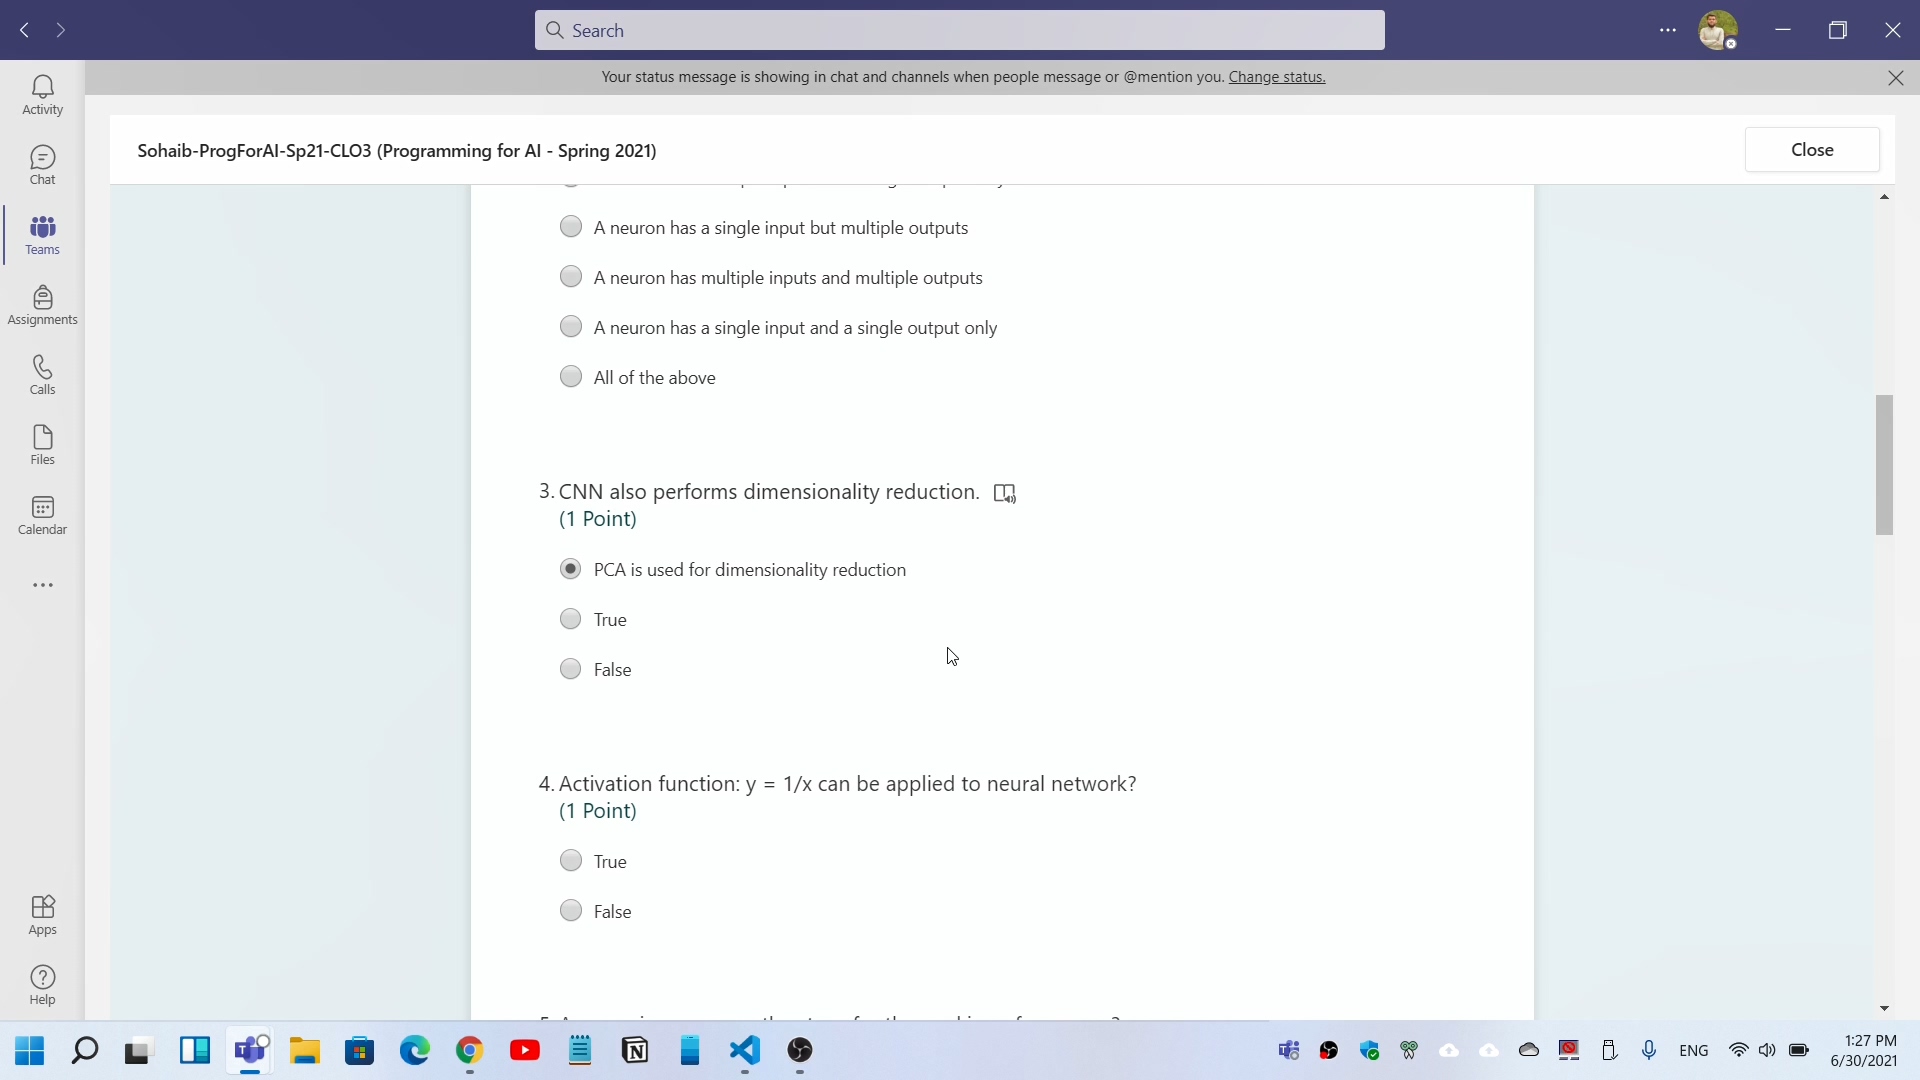 Search
Your status message is showing in chat and channels when people message or @mention you. Change status.
Activity
Chat
Teams
Assignments
Calls
Files
Calendar
Apps
Help
Sohaib-ProgForAI-Sp21-CLO3 (Programming for AI - Spring 2021)
Close
A neuron has a single input but multiple outputs
A neuron has multiple inputs and multiple outputs
A neuron has a single input and a single output only
All of the above
3. CNN also performs dimensionality reduction.
(1 Point)
PCA is used for dimensionality reduction
True
False
4. Activation function: y = 1/x can be applied to neural network?
(1 Point)
True
False
ENG
1:27 PM
6/30/2021